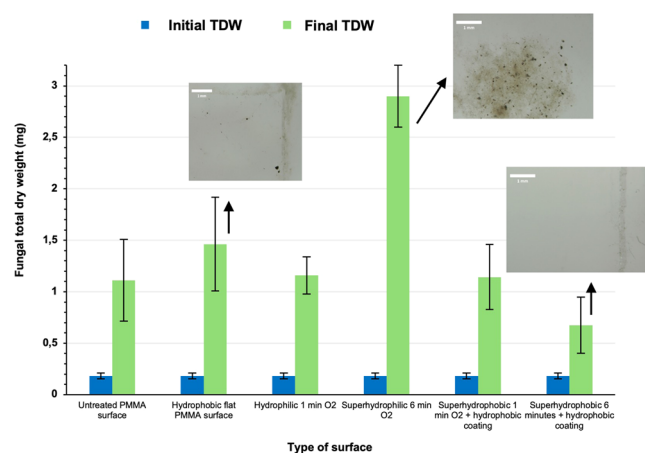 Initial TDW
Final TDW
Fungal total dry weight (mg)
3
2,5
2
1,5
1
0,5
0
1 mm
1 mm
Untreated PMMA
surface
Hydrophobic flat
PMMA surface
Hydrophilic 1 min O2
Superhydrophilic 6 min
O2
Superhydrophobic 1
min O2 + hydrophobic
coating
Superhydrophobic 6
minutes + hydrophobic
coating
Type of surface